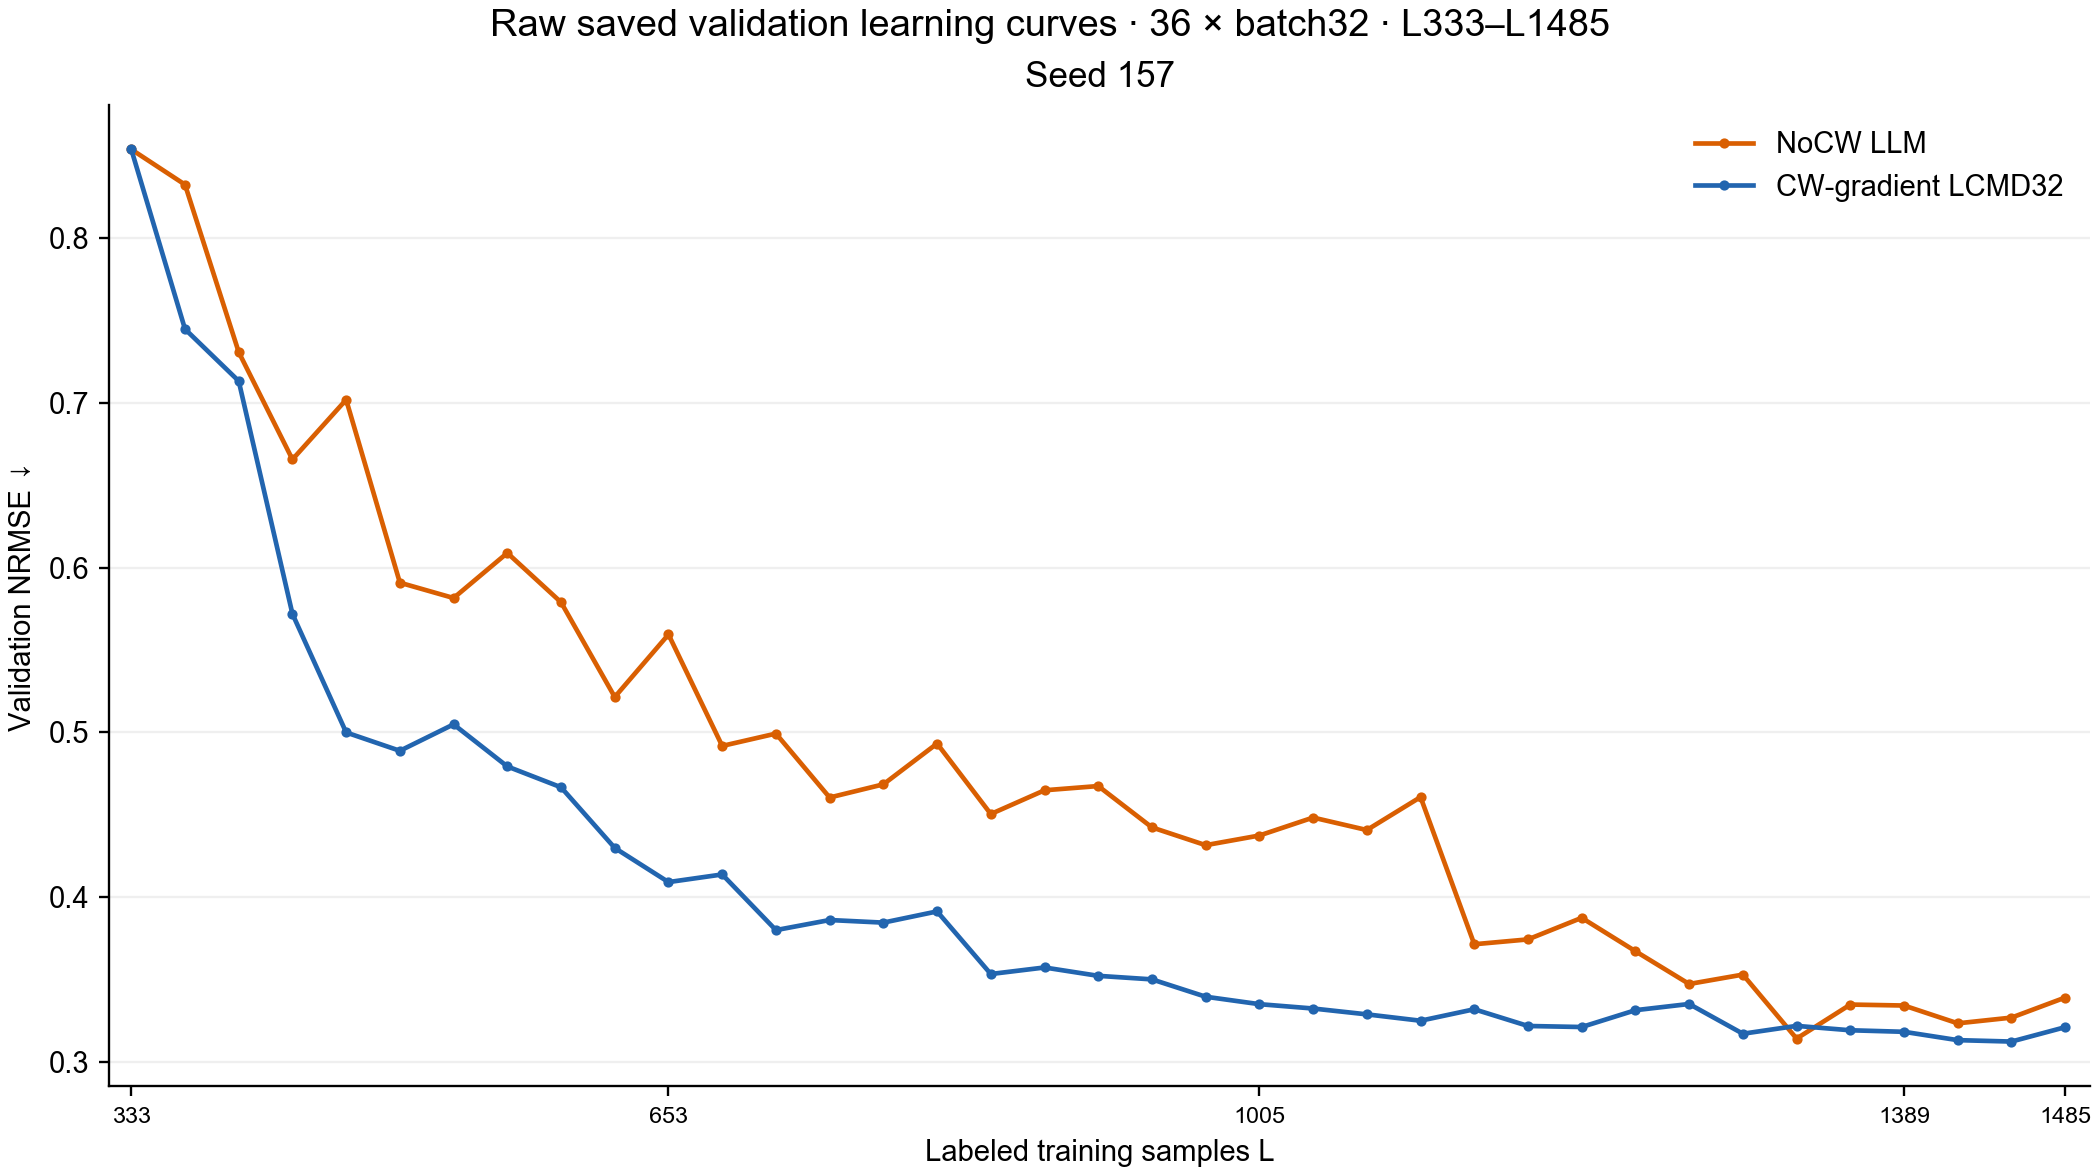 Raw saved validation learning curves · 36 × batch32 · L333–L1485
Seed 157
NoCW LLM
CW-gradient LCMD32
Validation NRMSE ↓
0.8
0.7
0.6
0.5
0.4
0.3
333
653
1005
1389
1485
Labeled training samples L